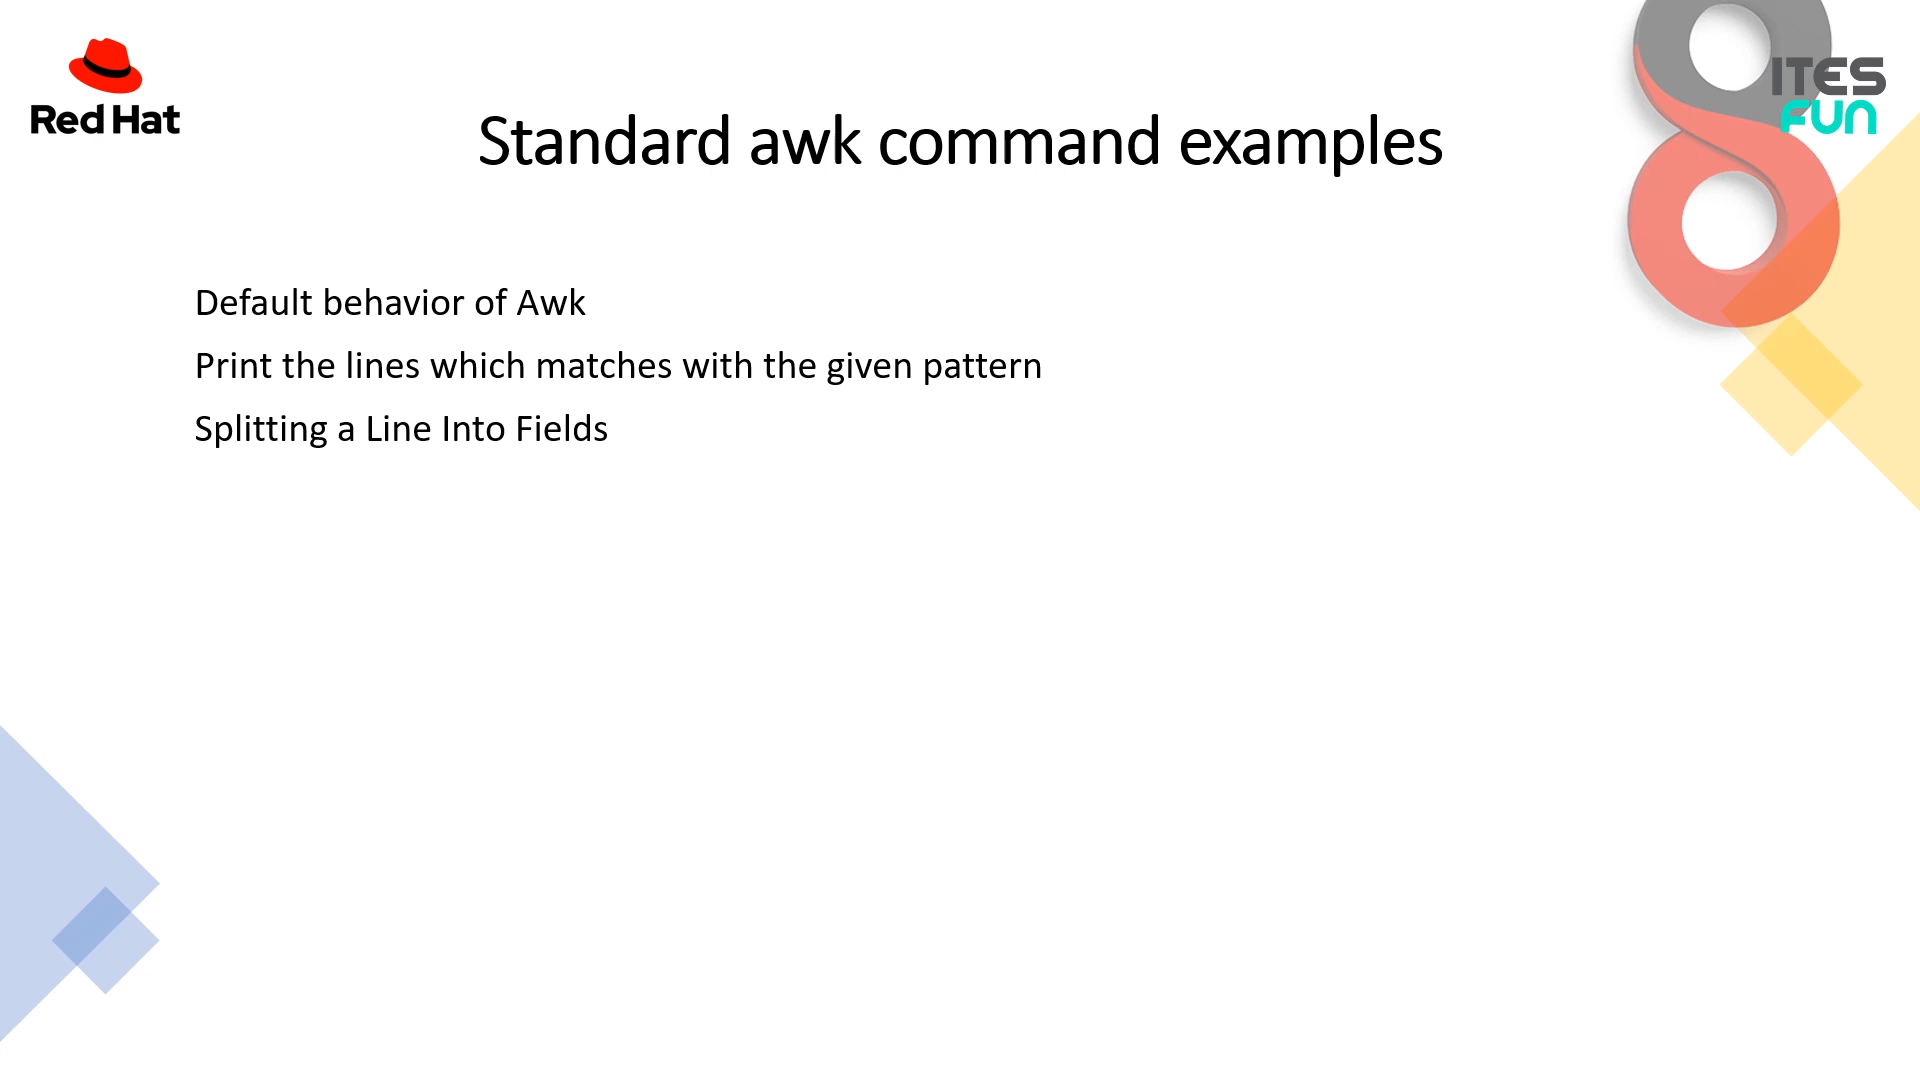 Red Hat
ITES
FUN
Standard awk command examples
Default behavior of Awk
Print the lines which matches with the given pattern
Splitting a Line Into Fields